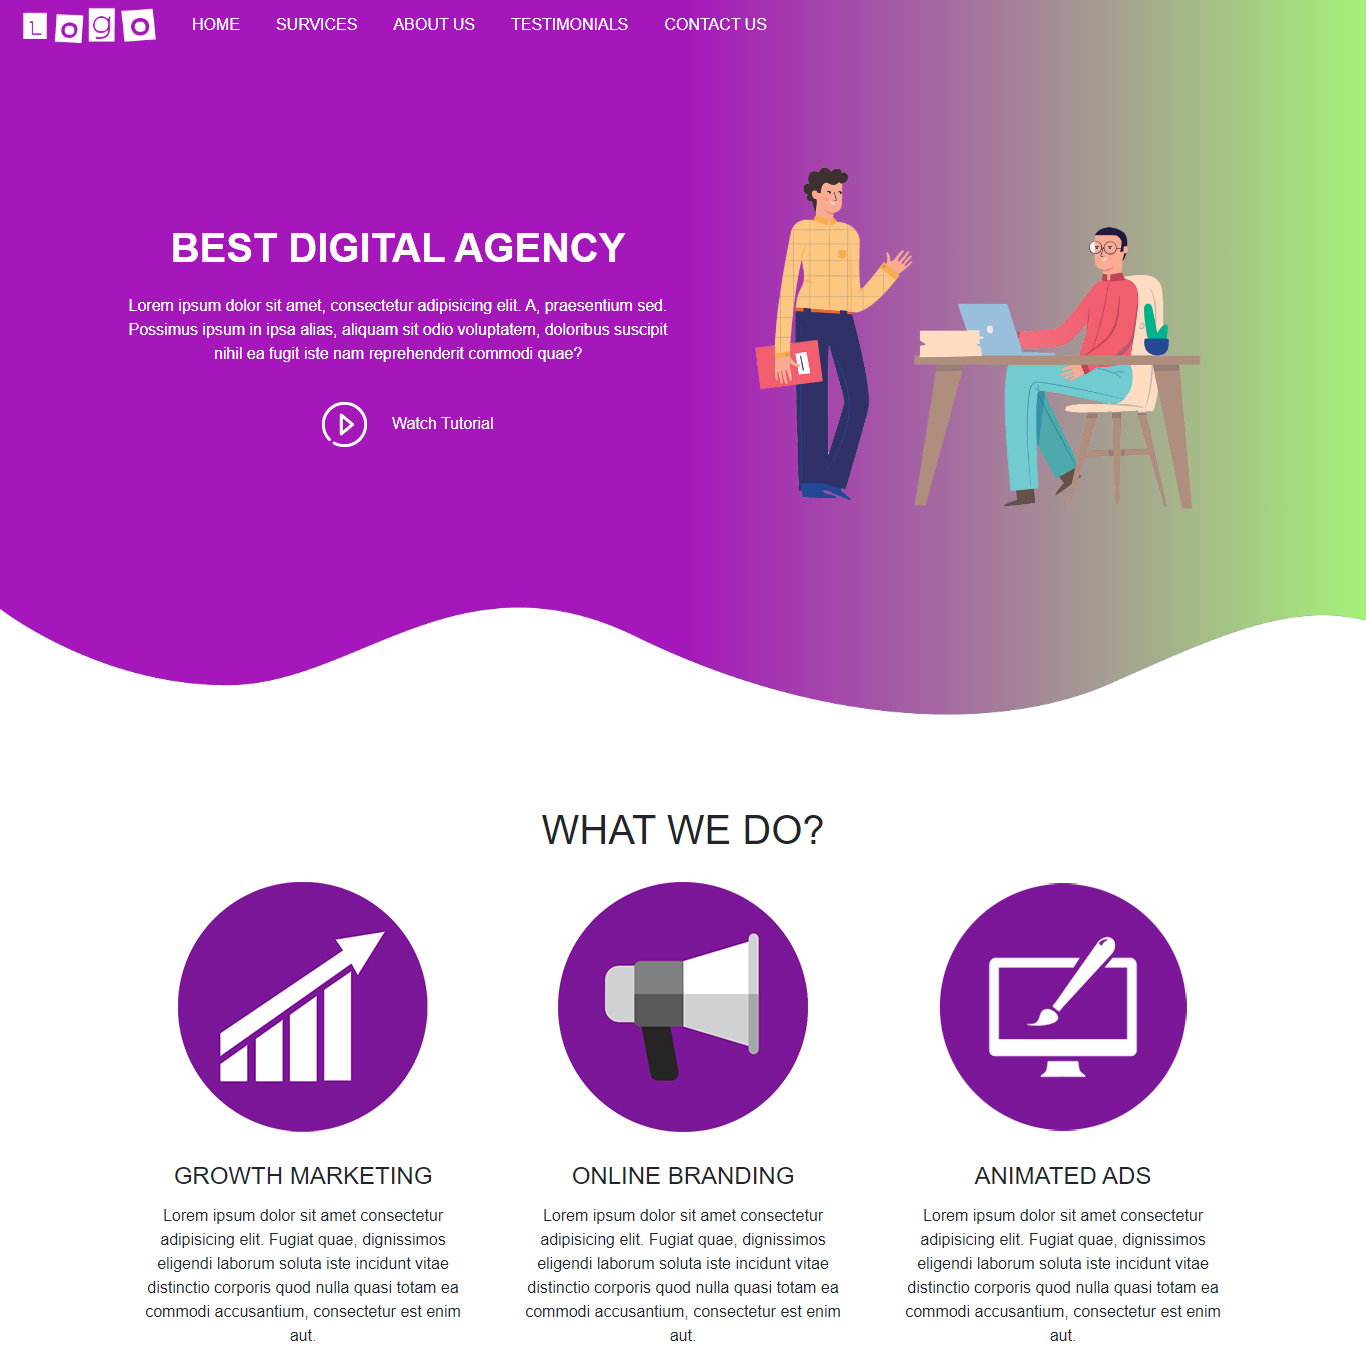 Logo
HOME SURVICES ABOUT US TESTIMONIALS CONTACT US
BEST DIGITAL AGENCY
Lorem ipsum dolor sit amet, consectetur adipisicing elit. A, praesentium sed.
Possimus ipsum in ipsa alias, aliquam sit odio voluptatem, doloribus suscipit
nihil ea fugit iste nam reprehenderit commodi quae?
Watch Tutorial
WHAT WE DO?
GROWTH MARKETING
Lorem ipsum dolor sit amet consectetur
adipisicing elit. Fugiat quae, dignissimos
eligendi laborum soluta iste incidunt vitae
distinctio corporis quod nulla quasi totam ea
commodi accusantium, consectetur est enim
aut.
ONLINE BRANDING
Lorem ipsum dolor sit amet consectetur
adipisicing elit. Fugiat quae, dignissimos
eligendi laborum soluta iste incidunt vitae
distinctio corporis quod nulla quasi totam ea
commodi accusantium, consectetur est enim
aut.
ANIMATED ADS
Lorem ipsum dolor sit amet consectetur
adipisicing elit. Fugiat quae, dignissimos
eligendi laborum soluta iste incidunt vitae
distinctio corporis quod nulla quasi totam ea
commodi accusantium, consectetur est enim
aut.